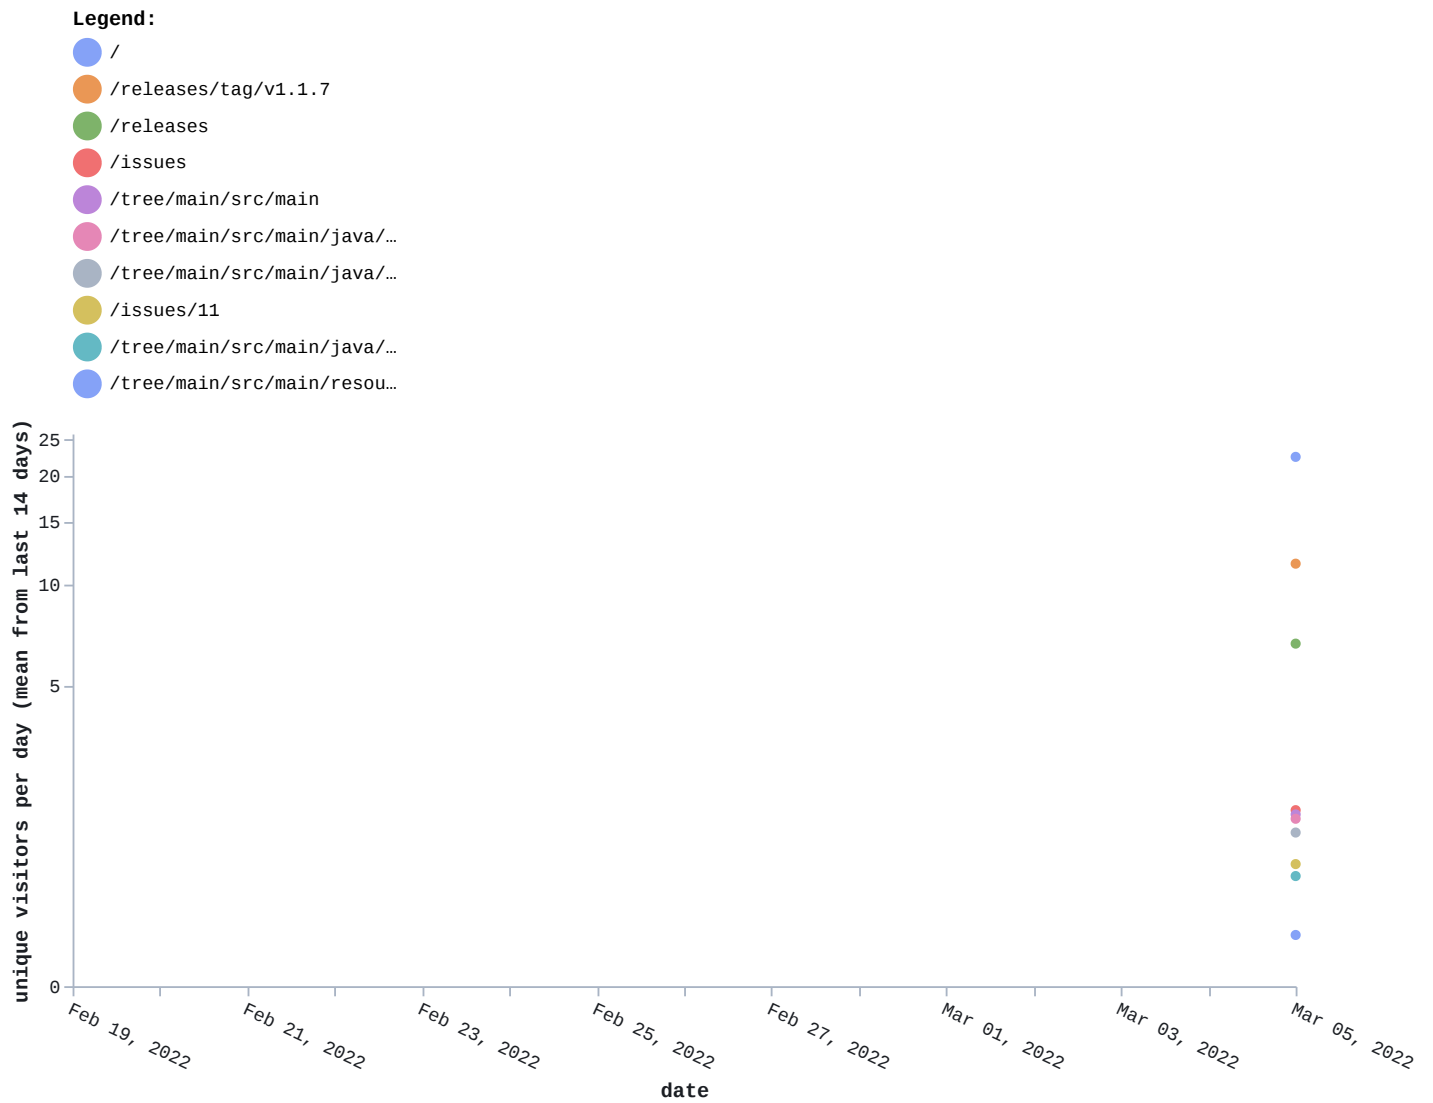 Legend:
/
/releases/tag/v1.1.7
/releases
/issues
/tree/main/src/main
/tree/main/src/main/java/…
/tree/main/src/main/java/…
/issues/11
/tree/main/src/main/java/…
/tree/main/src/main/resou…
unique visitors per day (mean from last 14 days)
25
20
15
10
5
0
Feb 19, 2022
Feb 21, 2022
Feb 23, 2022
Feb 25, 2022
Feb 27, 2022
Mar 01, 2022
Mar 03, 2022
Mar 05, 2022
date